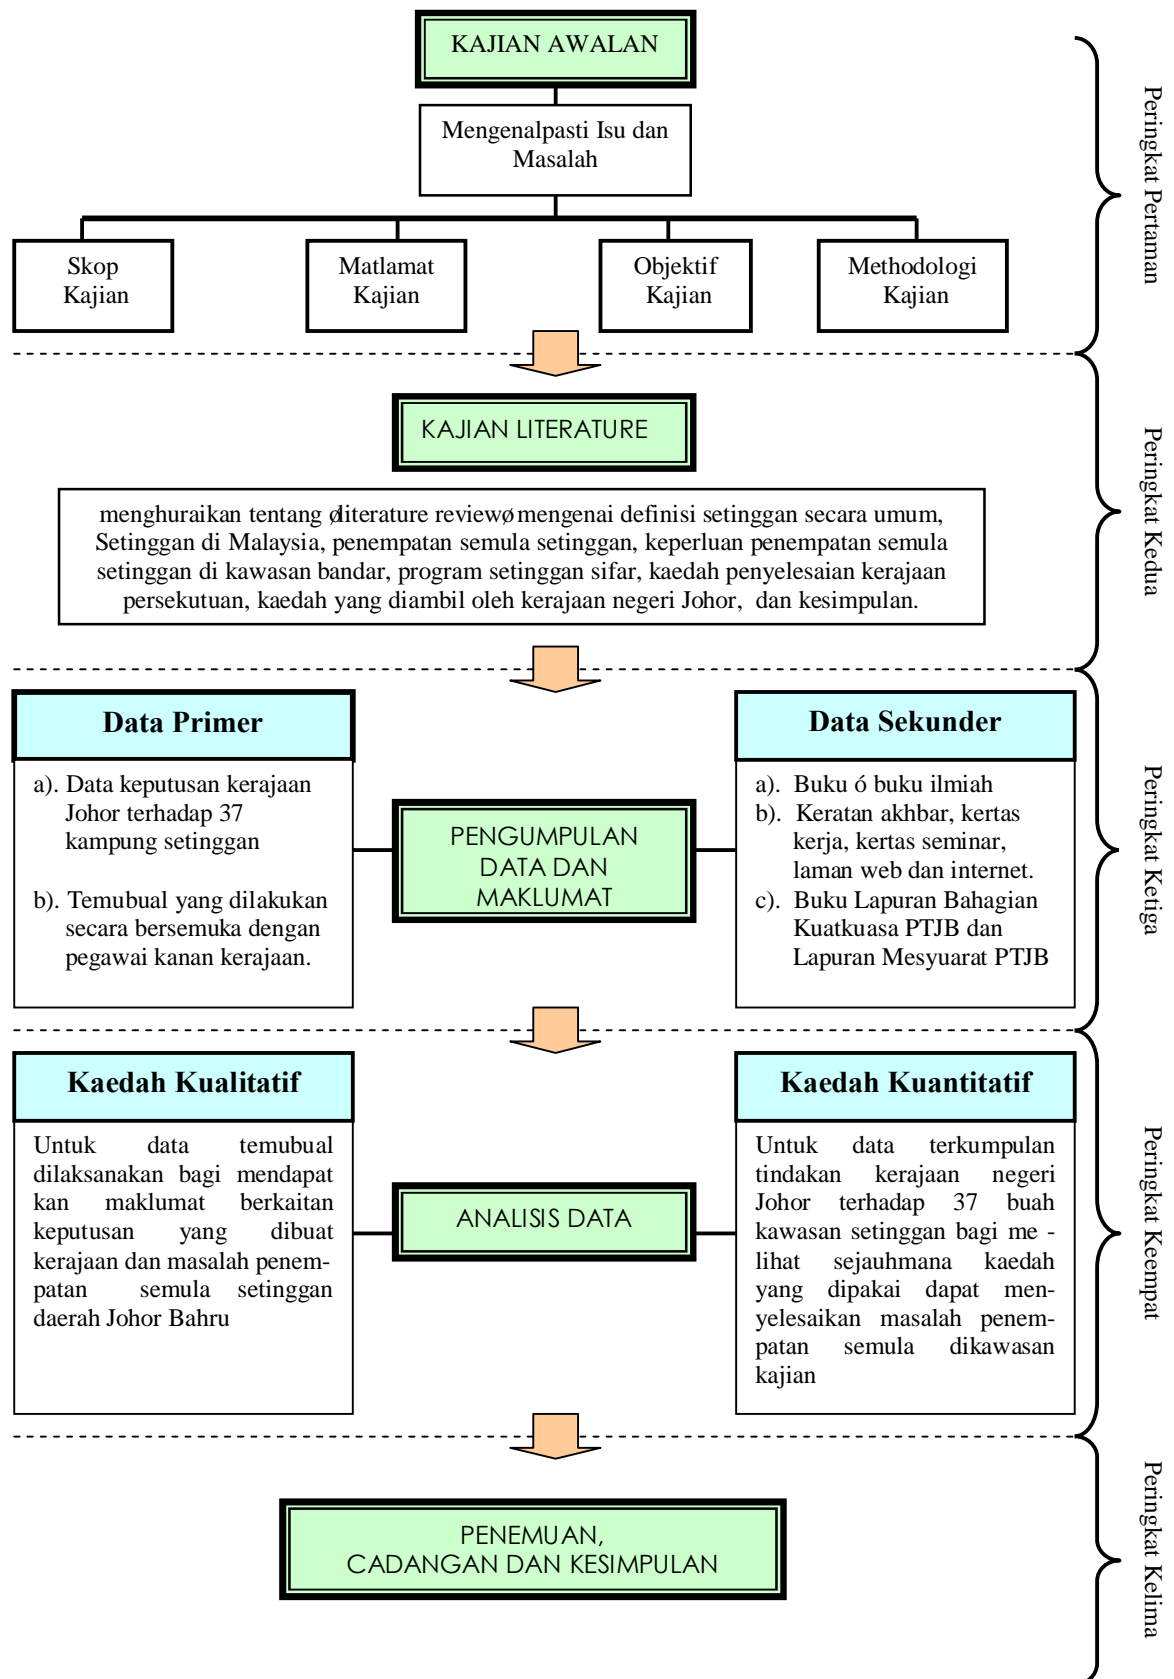 KAJIAN AWALAN
Mengenalpasti Isu dan
Masalah
Skop
Kajian
Matlamat
Kajian
Objektif
Kajian
Methodologi
Kajian
Peringkat Pertaman
KAJIAN LITERATURE
menghuraikan tentang øliterature reviewø mengenai definisi setinggan secara umum,
Setinggan di Malaysia, penempatan semula setinggan, keperluan penempatan semula
setinggan di kawasan bandar, program setinggan sifar, kaedah penyelesaian kerajaan
persekutuan, kaedah yang diambil oleh kerajaan negeri Johor, dan kesimpulan.
Peringkat Kedua
Data Primer
a). Data keputusan kerajaan
Johor terhadap 37
kampung setinggan
b). Temubual yang dilakukan
secara bersemuka dengan
pegawai kanan kerajaan.
PENGUMPULAN
DATA DAN
MAKLUMAT
Data Sekunder
a). Buku ó buku ilmiah
b). Keratan akhbar, kertas
kerja, kertas seminar,
laman web dan internet.
c). Buku Lapuran Bahagian
Kuatkuasa PTJB dan
Lapuran Mesyuarat PTJB
Peringkat Ketiga
Kaedah Kualitatif
Untuk data temubual
dilaksanakan bagi mendapat
kan maklumat berkaitan
keputusan yang dibuat
kerajaan dan masalah penem-
patan semula setinggan
daerah Johor Bahru
ANALISIS DATA
Kaedah Kuantitatif
Untuk data terkumpulan
tindakan kerajaan negeri
Johor terhadap 37 buah
kawasan setinggan bagi me -
lihat sejauhmana kaedah
yang dipakai dapat men-
yelesaikan masalah penem-
patan semula dikawasan
kajian
Peringkat Keempat
PENEMUAN,
CADANGAN DAN KESIMPULAN
Peringkat Kelima